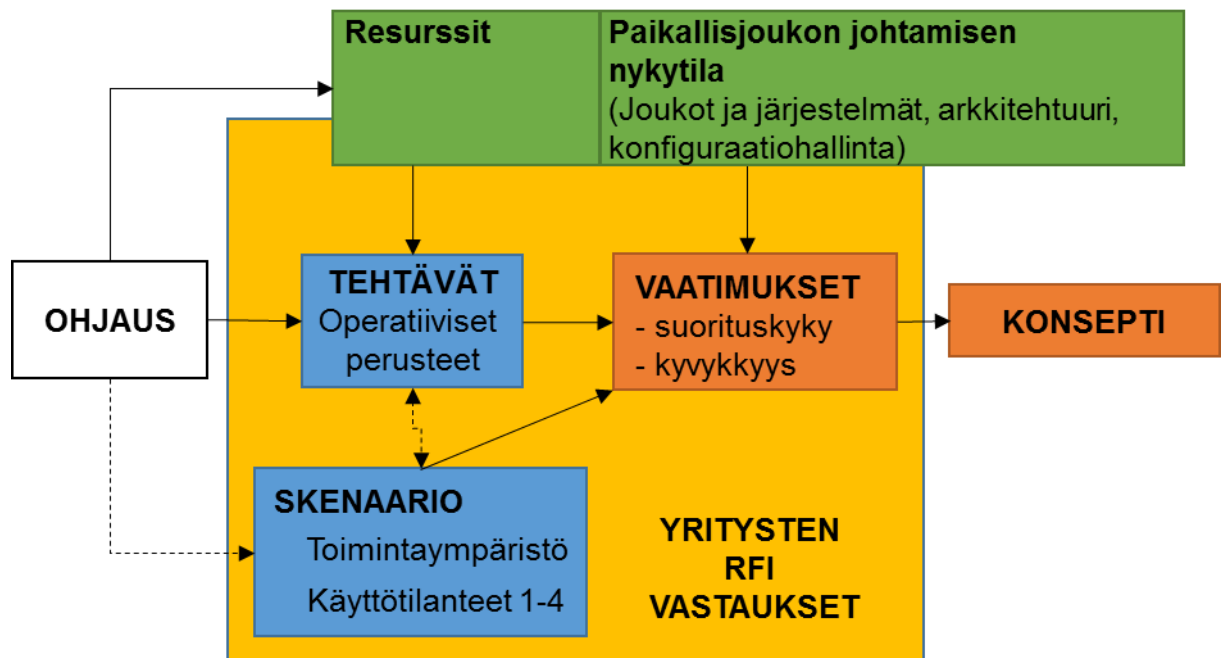 Resurssit
Paikallisjoukon johtamisen
nykytila
(Joukot ja järjestelmät, arkkitehtuuri,
konfiguraatiohallinta)
OHJAUS
TEHTÄVÄT
Operatiiviset
perusteet
VAATIMUKSET
- suorituskyky
- kyvykkyys
KONSEPTI
SKENAARIO
Toimintaympäristö
Käyttötilanteet 1-4
YRITYSTEN
RFI
VASTAUKSET